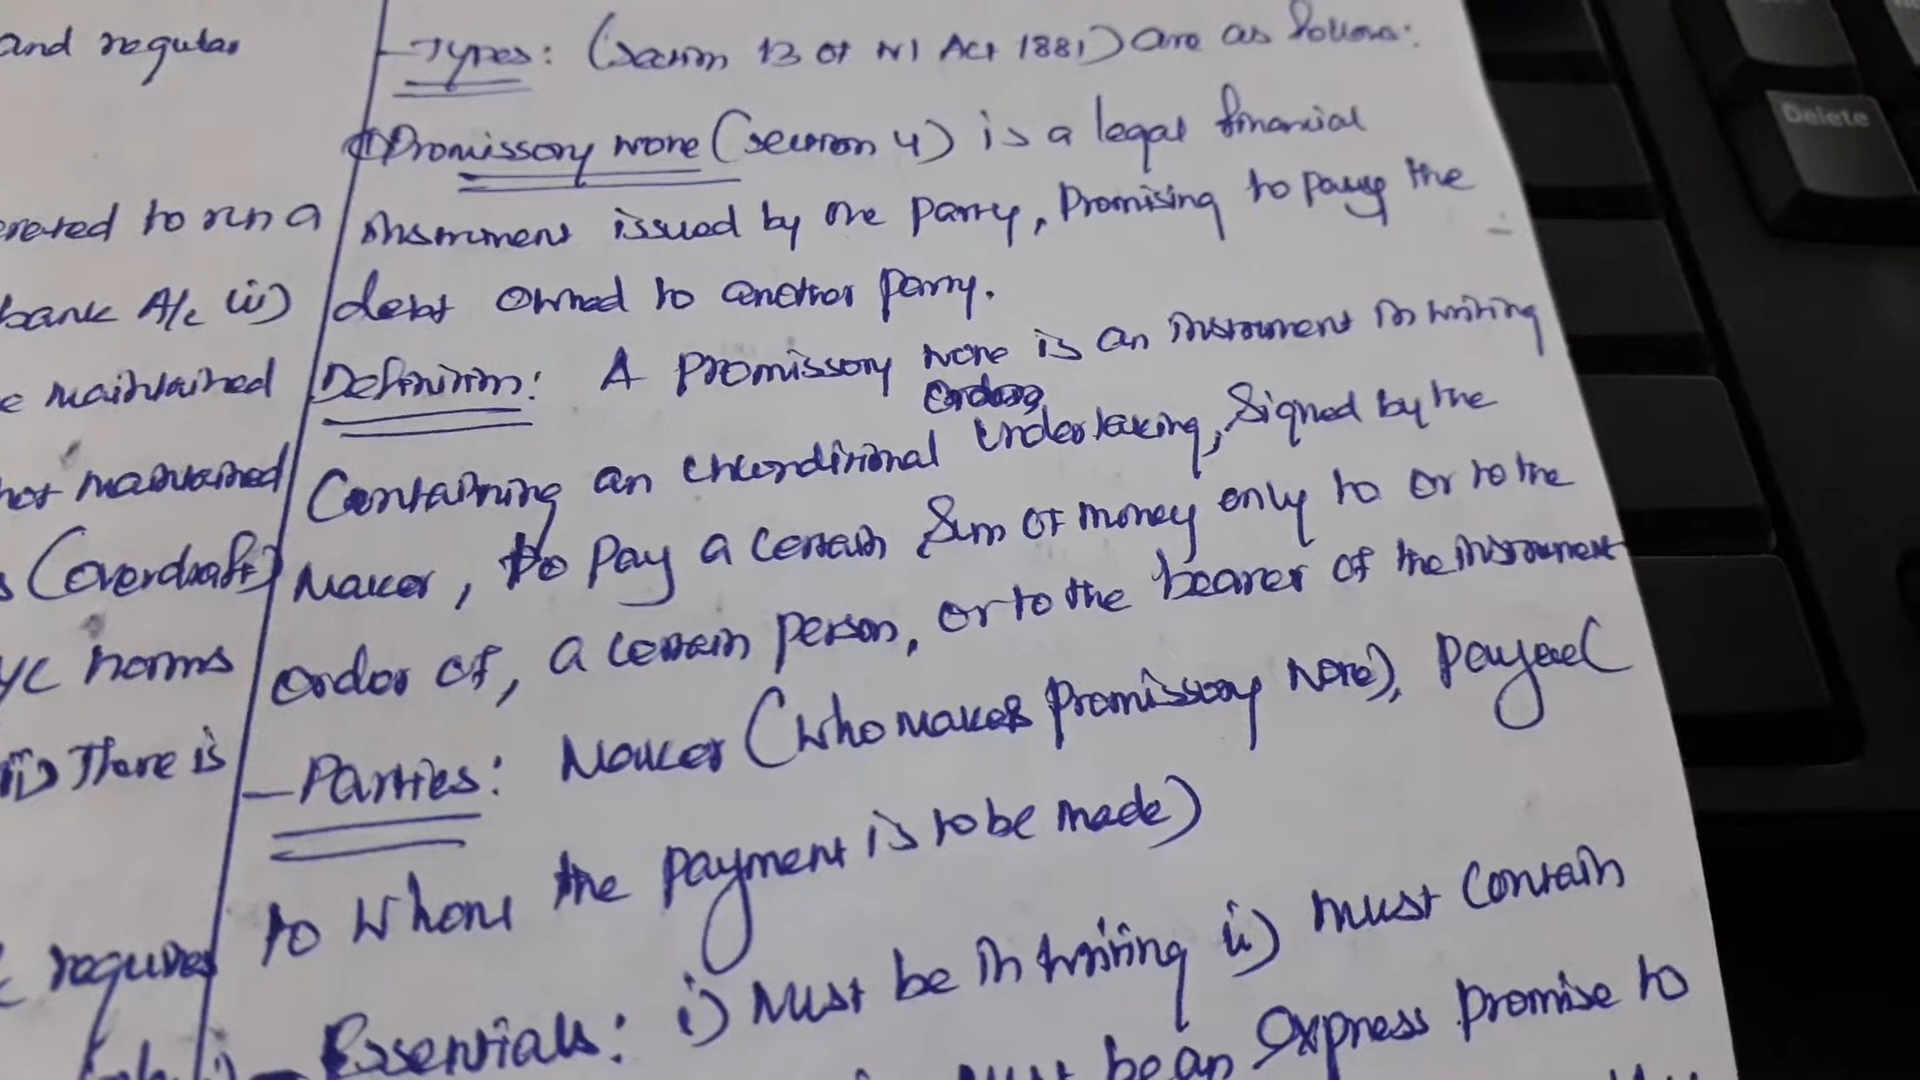 and regular
erated to run a
bank A/c iii)
e maintained
not maintained
s (overdraft)
YC norms
ii) There is
requires
- Types: (Section 13 of NI Act 1881) are as follows:
① Promissory note (section 4) is a legal financial
instrument issued by one party, promising to pay the
debt owned to another party.
Definition: A promissory note is an instrument in writing
Containing an unconditional undertaking, signed by the
Maker, to pay a certain sum of money only to or to the
order of, a certain person, or to the bearer of the instrument
- Parties: Maker (who makes promissory note), payee (
to whom the payment is to be made)
- Essentials: i) Must be in writing ii) must contain
must be an express promise to
Delete